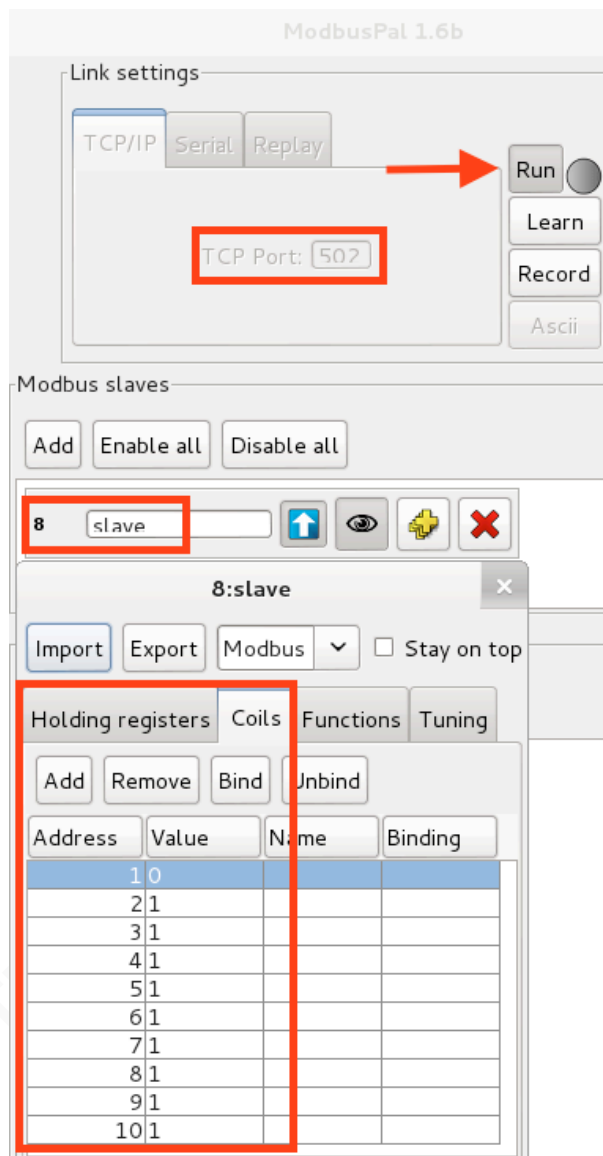 ModbusPal 1.6b
Link settings
TCP/IP Serial Replay
Run
TCP Port: 502
Learn
Record
Ascii
Modbus slaves
Add Enable all Disable all
8 slave
8:slave
Import Export Modbus Stay on top
Holding registers Coils Functions Tuning
Add Remove Bind Unbind
Address Value Name Binding
1 0
2 1
3 1
4 1
5 1
6 1
7 1
8 1
9 1
10 1